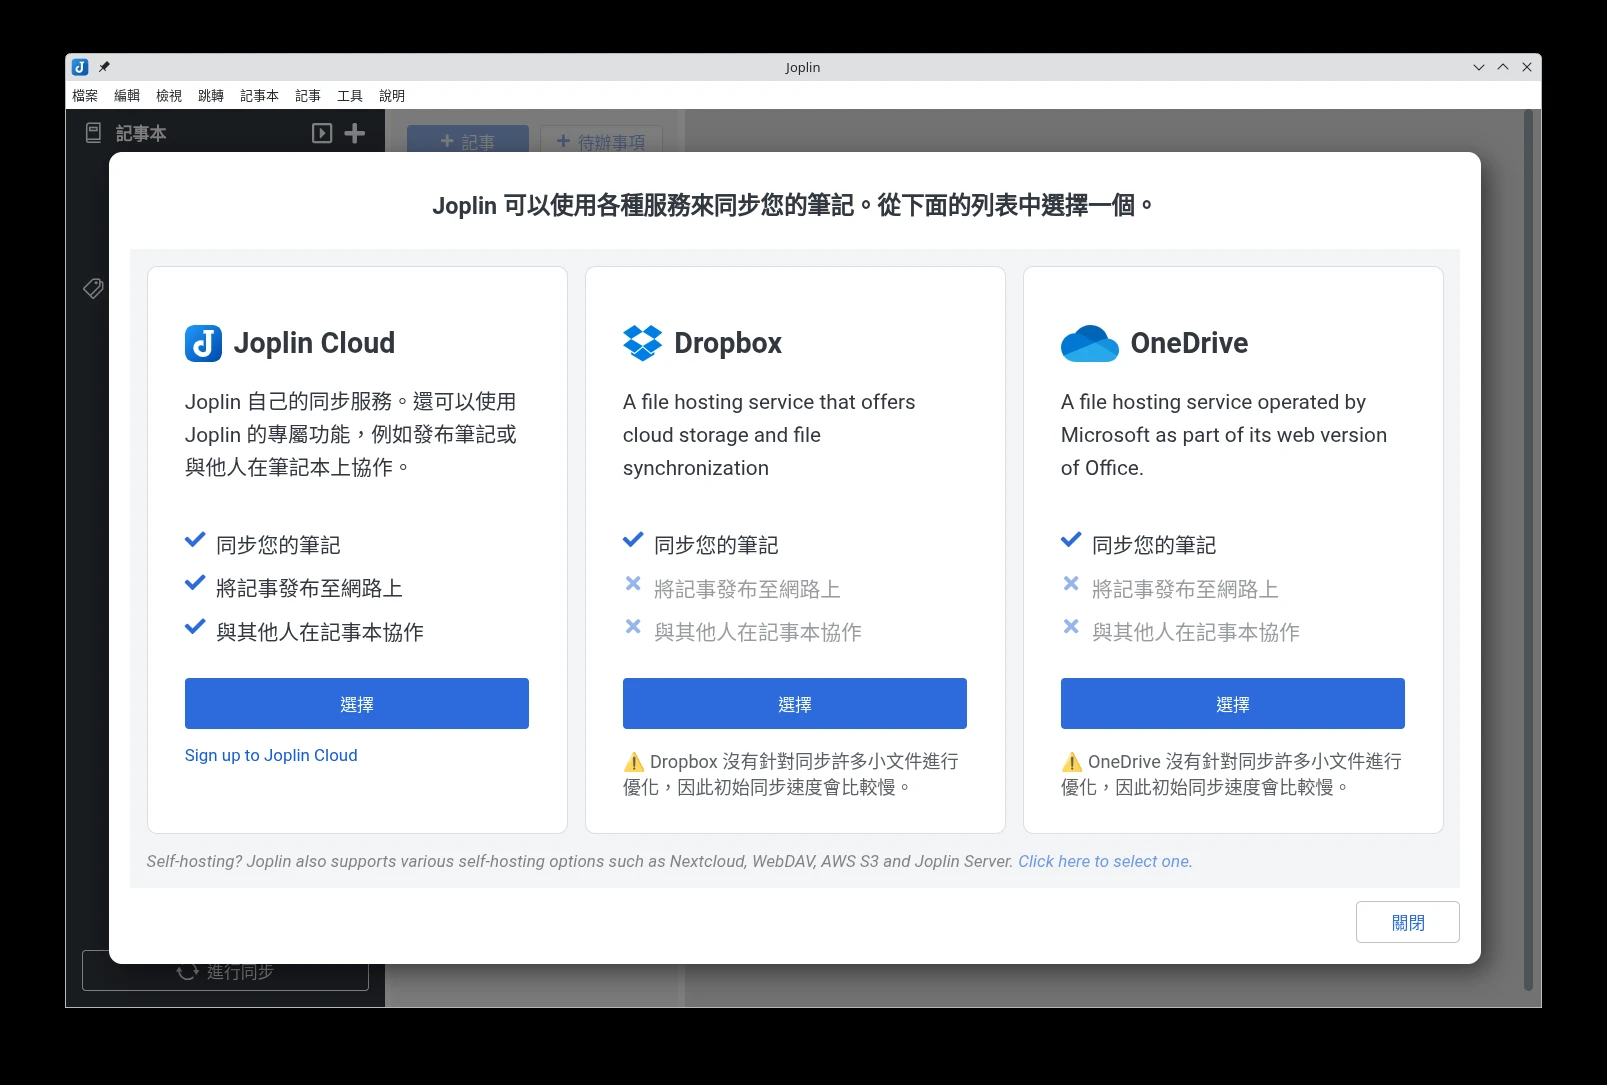 Joplin
檔案 編輯 檢視 跳轉 記事本 記事 工具 說明
記事本
記事
待辦事項
Joplin 可以使用各種服務來同步您的筆記。從下面的列表中選擇一個。
Joplin Cloud
Joplin 自己的同步服務。還可以使用
Joplin 的專屬功能，例如發布筆記或
與他人在筆記本上協作。
同步您的筆記
將記事發布至網路上
與其他人在記事本協作
選擇
Sign up to Joplin Cloud
Dropbox
A file hosting service that offers
cloud storage and file
synchronization
同步您的筆記
將記事發布至網路上
與其他人在記事本協作
選擇
⚠️ Dropbox 沒有針對同步許多小文件進行
優化，因此初始同步速度會比較慢。
OneDrive
A file hosting service operated by
Microsoft as part of its web version
of Office.
同步您的筆記
將記事發布至網路上
與其他人在記事本協作
選擇
⚠️ OneDrive 沒有針對同步許多小文件進行
優化，因此初始同步速度會比較慢。
Self-hosting? Joplin also supports various self-hosting options such as Nextcloud, WebDAV, AWS S3 and Joplin Server. Click here to select one.
關閉
進行同步